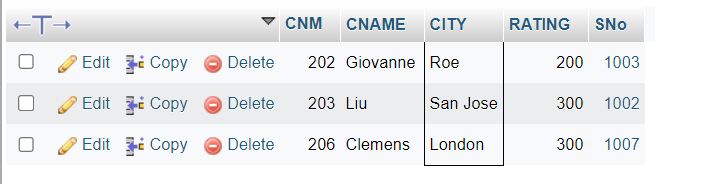 CNM CNAME CITY RATING SNo
Edit Copy Delete 202 Giovanne Roe 200 1003
Edit Copy Delete 203 Liu San Jose 300 1002
Edit Copy Delete 206 Clemens London 300 1007